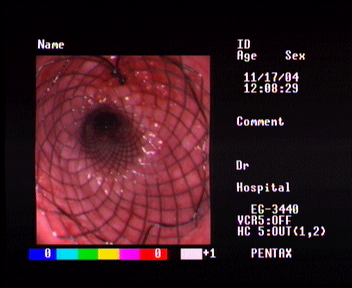 Name
ID
Age Sex
11/17/04
12:08:29
Comment
Dr
Hospital
EG-3440
VCR5:OFF
HC 5:OUT(1,2)
0 0 +1 PENTAX